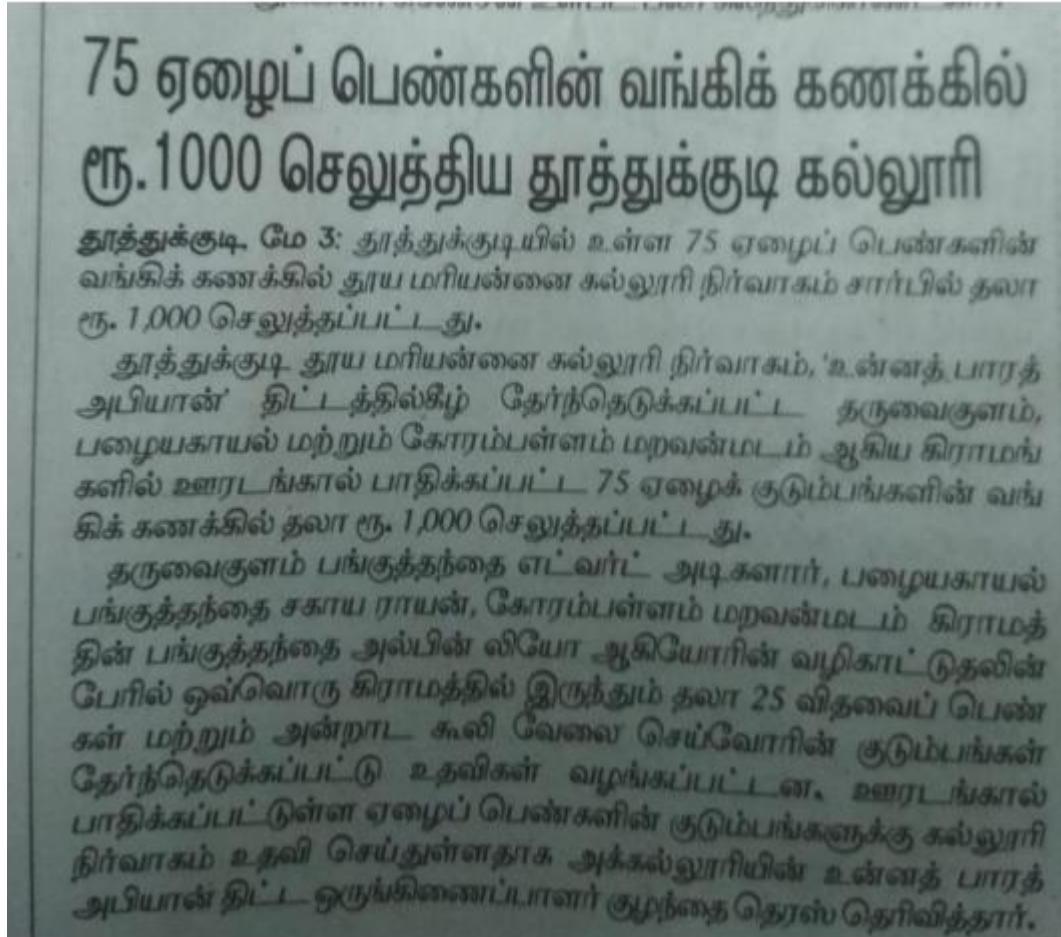 75 ஏழைப் பெண்களின் வங்கிக் கணக்கில்
ரூ.1000 செலுத்திய தூத்துக்குடி கல்லூரி
தூத்துக்குடி, மே 3: தூத்துக்குடியில் உள்ள 75 ஏழைப் பெண்களின்
வங்கிக் கணக்கில் தூய மரியன்னை கல்லூரி நிர்வாகம் சார்பில் தலா
ரூ. 1,000 செலுத்தப்பட்டது.
தூத்துக்குடி தூய மரியன்னை கல்லூரி நிர்வாகம், 'உன்னத் பாரத்
அபியான்' திட்டத்தில்கீழ் தேர்ந்தெடுக்கப்பட்ட தருவைகுளம்,
பழையகாயல் மற்றும் கோரம்பள்ளம் மறவன்மடம் ஆகிய கிராமங்
களில் ஊரடங்கால் பாதிக்கப்பட்ட 75 ஏழைக் குடும்பங்களின் வங்
கிக் கணக்கில் தலா ரூ. 1,000 செலுத்தப்பட்டது.
தருவைகுளம் பங்குத்தந்தை எட்வர்ட் அடிகளார், பழையகாயல்
பங்குத்தந்தை சகாய ராயன், கோரம்பள்ளம் மறவன்மடம் கிராமத்
தின் பங்குத்தந்தை அல்பின் லியோ ஆகியோரின் வழிகாட்டுதலின்
பேரில் ஒவ்வொரு கிராமத்தில் இருந்தும் தலா 25 விதவைப் பெண்
கள் மற்றும் அன்றாட கூலி வேலை செய்வோரின் குடும்பங்கள்
தேர்ந்தெடுக்கப்பட்டு உதவிகள் வழங்கப்பட்டன. ஊரடங்கால்
பாதிக்கப்பட்டுள்ள ஏழைப் பெண்களின் குடும்பங்களுக்கு கல்லூரி
நிர்வாகம் உதவி செய்துள்ளதாக அக்கல்லூரியின் உன்னத் பாரத்
அபியான் திட்ட ஒருங்கிணைப்பாளர் குழந்தை தெரஸ் தெரிவித்தார்.